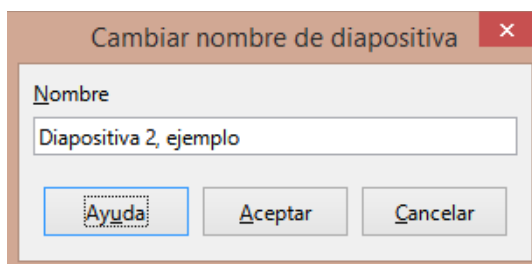 Cambiar nombre de diapositiva
Nombre
Diapositiva 2, ejemplo
Ayuda Aceptar Cancelar